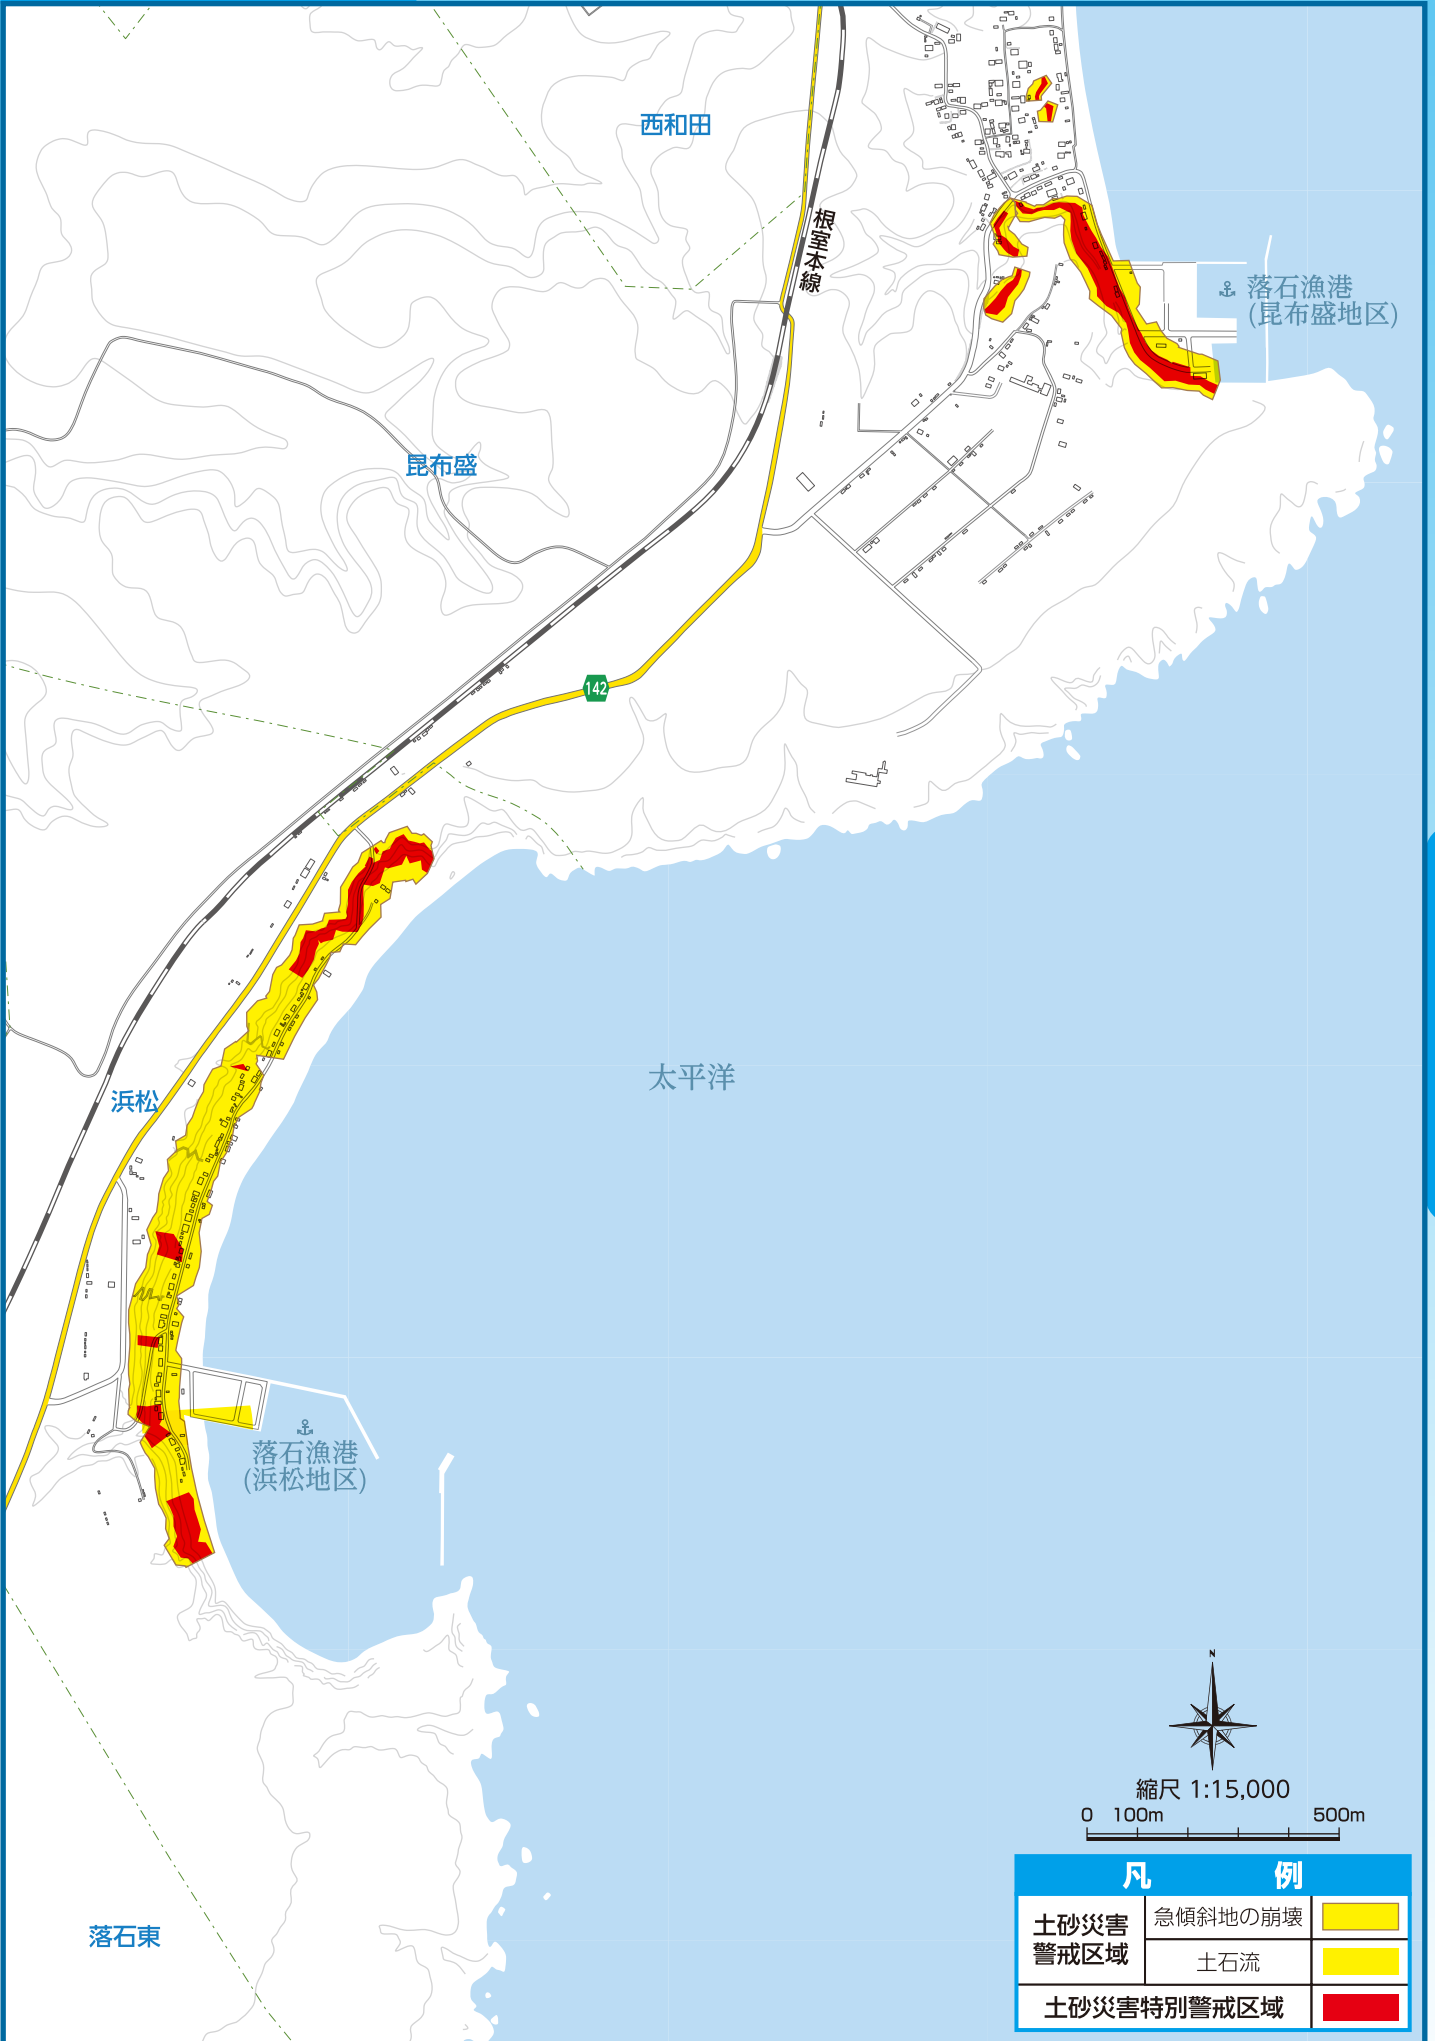 西和田
根室本線
落石漁港
(昆布盛地区)
昆布盛
142
太平洋
浜松
落石漁港
(浜松地区)
N
縮尺 1:15,000
0 100m 500m
落石東
凡 例
土砂災害
警戒区域
急傾斜地の崩壊
土石流
土砂災害特別警戒区域